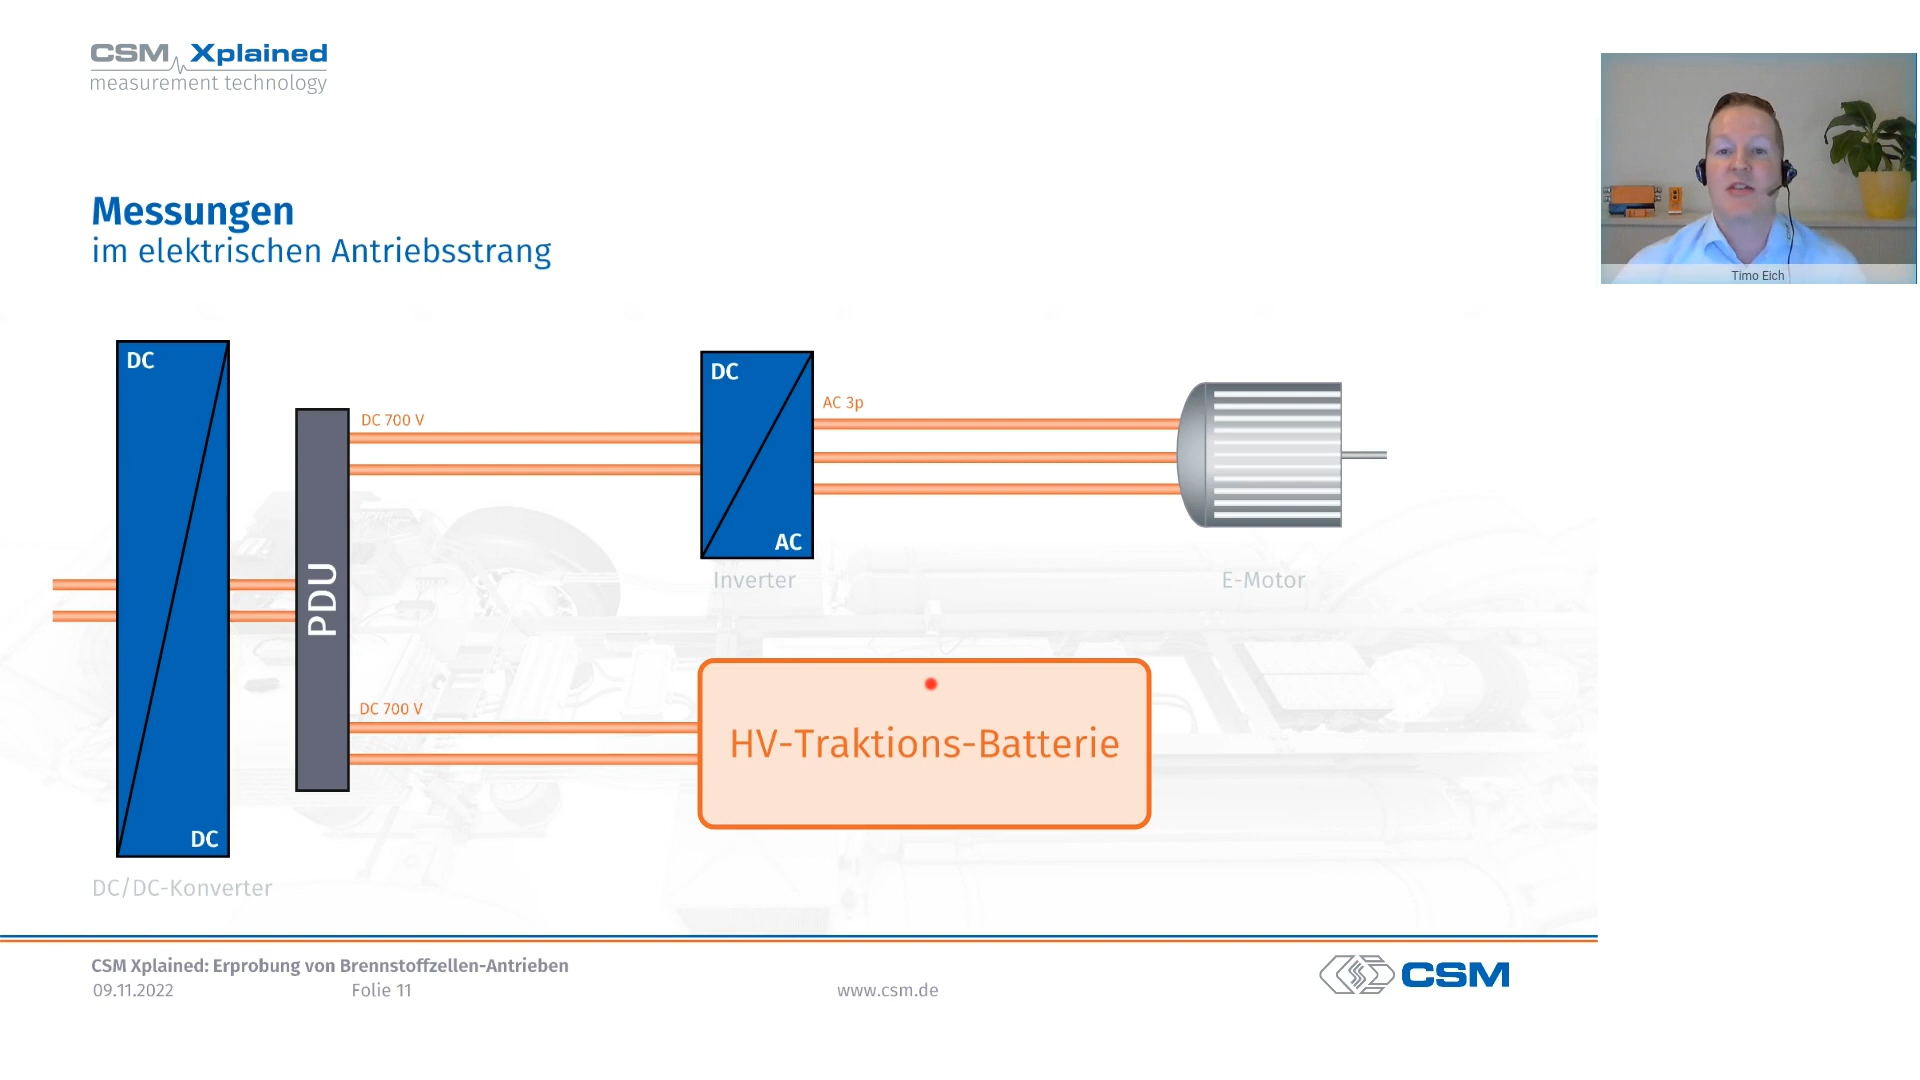 CSM Xplained
measurement technology
Messungen
im elektrischen Antriebsstrang
Timo Eich
DC
DC
DC/DC-Konverter
PDU
DC 700 V
DC 700 V
DC
AC
Inverter
AC 3p
E-Motor
HV-Traktions-Batterie
CSM Xplained: Erprobung von Brennstoffzellen-Antrieben
09.11.2022
Folie 11
www.csm.de
CSM